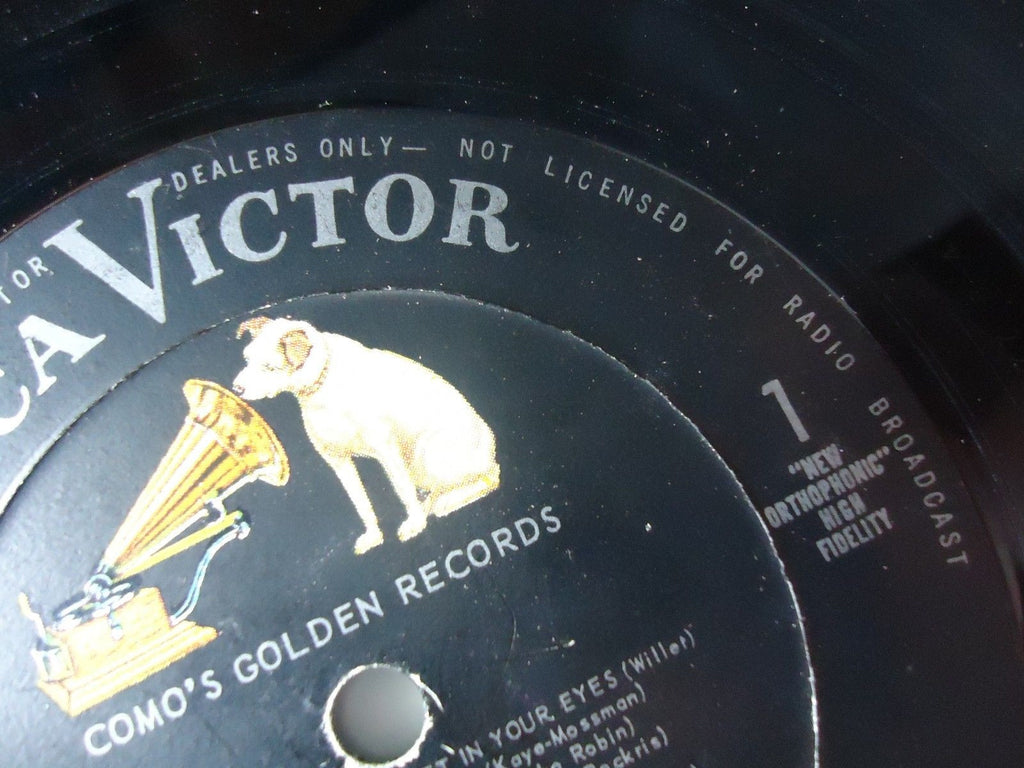 TOR DEALERS ONLY— NOT LICENSED FOR RADIO BROADCAST
CA VICTOR
1
"NEW
ORTHOPHONIC"
HIGH
FIDELITY
COMO'S GOLDEN RECORDS
IN YOUR EYES (Willet)
(Kaye-Mossman)
Robin)